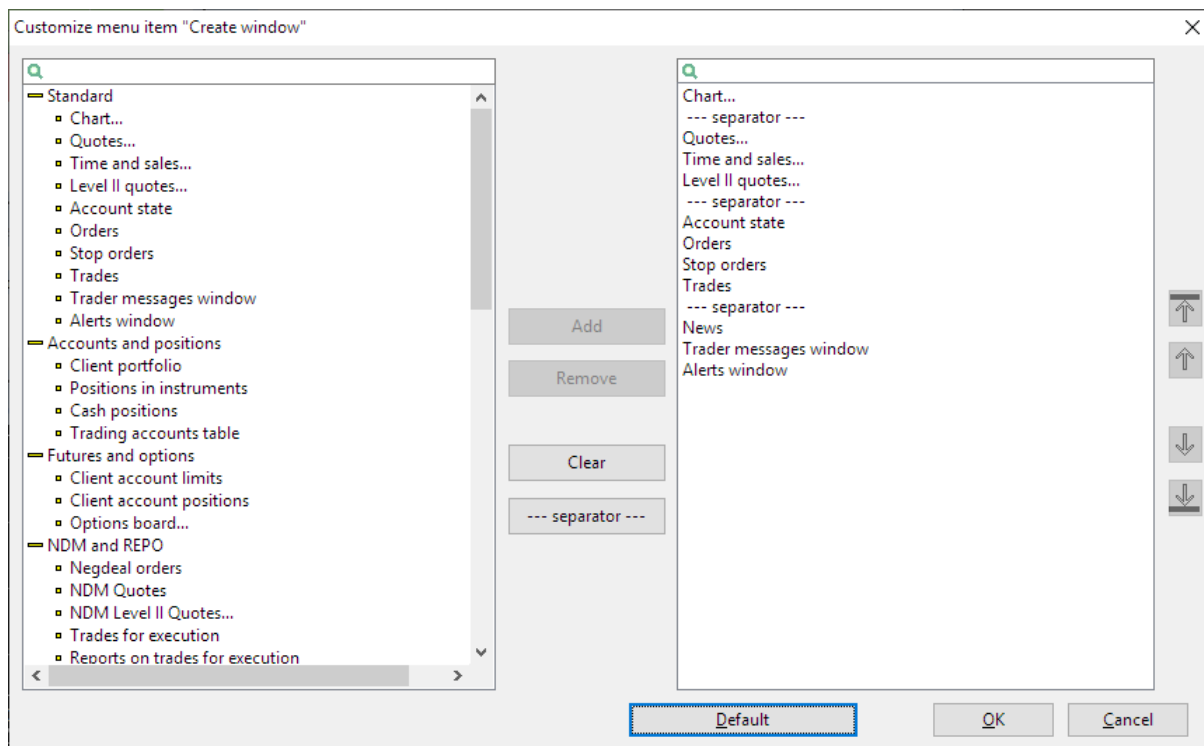 Customize menu item "Create window"
Standard
Chart...
Quotes...
Time and sales...
Level II quotes...
Account state
Orders
Stop orders
Trades
Trader messages window
Alerts window
Accounts and positions
Client portfolio
Positions in instruments
Cash positions
Trading accounts table
Futures and options
Client account limits
Client account positions
Options board...
NDM and REPO
Negdeal orders
NDM Quotes
NDM Level II Quotes...
Trades for execution
Reports on trades for execution
Add
Remove
Clear
--- separator ---
Chart...
--- separator ---
Quotes...
Time and sales...
Level II quotes...
--- separator ---
Account state
Orders
Stop orders
Trades
--- separator ---
News
Trader messages window
Alerts window
Default
OK
Cancel